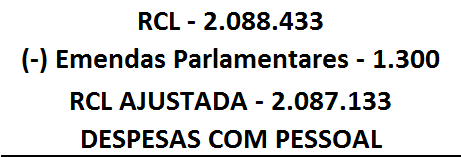 RCL - 2.088.433
(-) Emendas Parlamentares - 1.300
RCL AJUSTADA - 2.087.133
DESPESAS COM PESSOAL